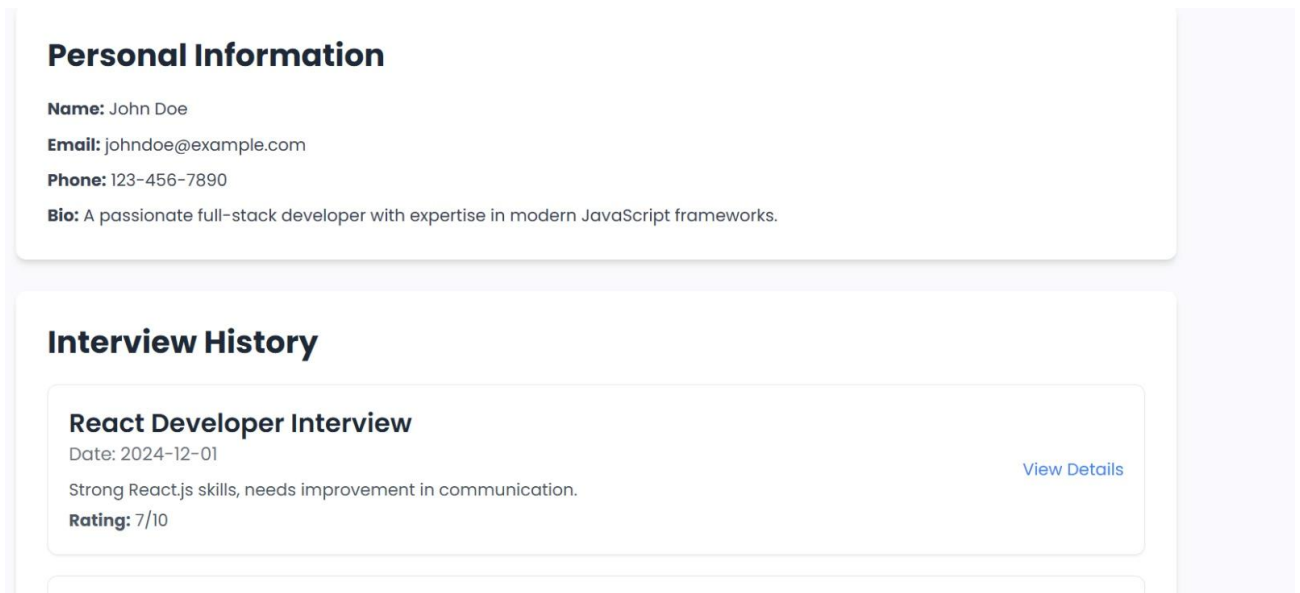 Personal Information
Name: John Doe
Email: johndoe@example.com
Phone: 123-456-7890
Bio: A passionate full-stack developer with expertise in modern JavaScript frameworks.
Interview History
React Developer Interview
Date: 2024-12-01
View Details
Strong React.js skills, needs improvement in communication.
Rating: 7/10